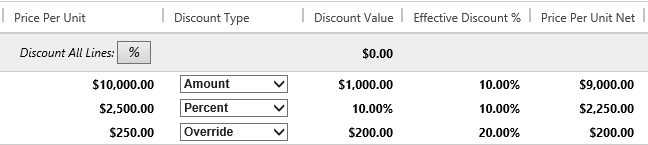 Price Per Unit Discount Type Discount Value Effective Discount % Price Per Unit Net
Discount All Lines: % $0.00
$10,000.00 Amount $1,000.00 10.00% $9,000.00
$2,500.00 Percent 10.00% 10.00% $2,250.00
$250.00 Override $200.00 20.00% $200.00